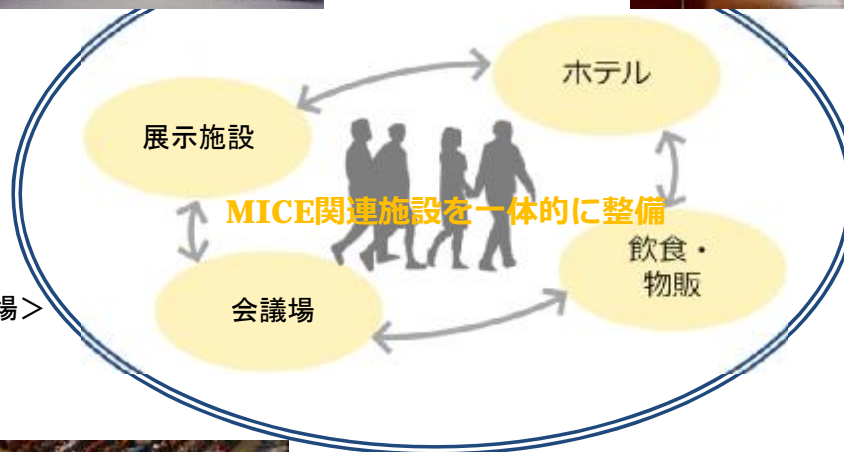 ホテル
展示施設
MICE関連施設を一体的に整備
飲食・
物販
場＞
会議場